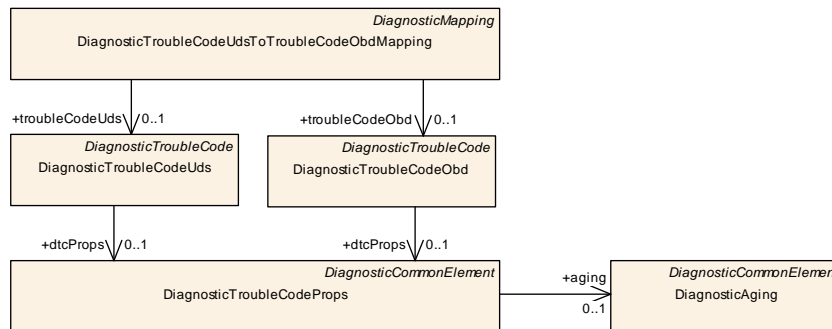 DiagnosticMapping
DiagnosticTroubleCodeUdsToTroubleCodeObdMapping
+troubleCodeUds 0..1
+troubleCodeObd 0..1
DiagnosticTroubleCode
DiagnosticTroubleCodeUds
DiagnosticTroubleCode
DiagnosticTroubleCodeObd
+dtcProps 0..1
+dtcProps 0..1
DiagnosticCommonElement
DiagnosticTroubleCodeProps
+aging
0..1
DiagnosticCommonElement
DiagnosticAging